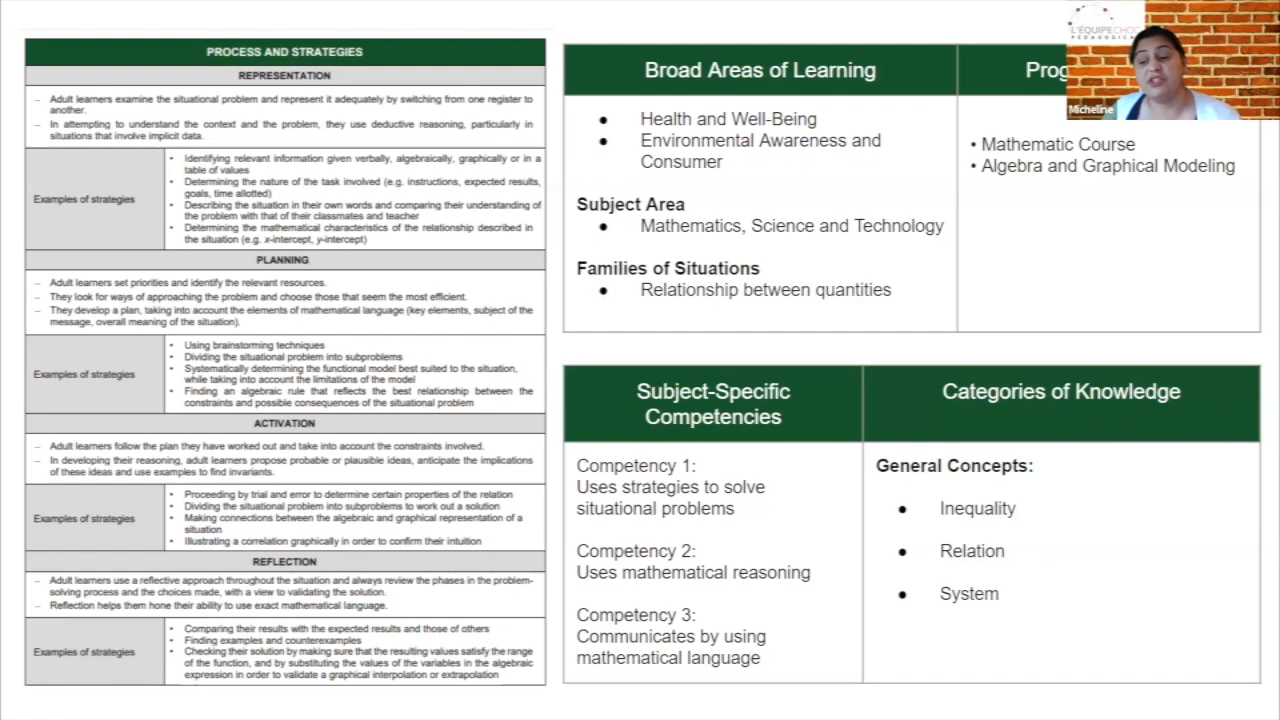 PROCESS AND STRATEGIES
REPRESENTATION
– Adult learners examine the situational problem and represent it adequately by switching from one register to
another.
– In attempting to understand the context and the problem, they use deductive reasoning, particularly in
situations that involve implicit data.
Examples of strategies
• Identifying relevant information given verbally, algebraically, graphically or in a
table of values
• Determining the nature of the task involved (e.g. instructions, expected results,
goals, time allotted)
• Describing the situation in their own words and comparing their understanding of
the problem with that of their classmates and teacher
• Determining the mathematical characteristics of the relationship described in
the situation (e.g. x-intercept, y-intercept)
PLANNING
– Adult learners set priorities and identify the relevant resources.
– They look for ways of approaching the problem and choose those that seem the most efficient.
– They develop a plan, taking into account the elements of mathematical language (key elements, subject of the
message, overall meaning of the situation).
Examples of strategies
• Using brainstorming techniques
• Dividing the situational problem into subproblems
• Systematically determining the functional model best suited to the situation,
while taking into account the limitations of the model
• Finding an algebraic rule that reflects the best relationship between the
constraints and possible consequences of the situational problem
ACTIVATION
– Adult learners follow the plan they have worked out and take into account the constraints involved.
– In developing their reasoning, adult learners propose probable or plausible ideas, anticipate the implications
of these ideas and use examples to find invariants.
Examples of strategies
• Proceeding by trial and error to determine certain properties of the relation
• Dividing the situational problem into subproblems to work out a solution
• Making connections between the algebraic and graphical representation of a
situation
• Illustrating a correlation graphically in order to confirm their intuition
REFLECTION
– Adult learners use a reflective approach throughout the situation and always review the phases in the problem-
solving process and the choices made, with a view to validating the solution.
– Reflection helps them hone their ability to use exact mathematical language.
Examples of strategies
• Comparing their results with the expected results and those of others
• Finding examples and counterexamples
• Checking their solution by making sure that the resulting values satisfy the range
of the function, and by substituting the values of the variables in the algebraic
expression in order to validate a graphical interpolation or extrapolation
Broad Areas of Learning
● Health and Well-Being
● Environmental Awareness and
Consumer
Subject Area
● Mathematics, Science and Technology
Families of Situations
● Relationship between quantities
Prog
• Mathematic Course
• Algebra and Graphical Modeling
L'ÉQUIPECHOC
PÉDAGOGICA
Micheline
Subject-Specific
Competencies
Competency 1:
Uses strategies to solve
situational problems
Competency 2:
Uses mathematical reasoning
Competency 3:
Communicates by using
mathematical language
Categories of Knowledge
General Concepts:
● Inequality
● Relation
● System